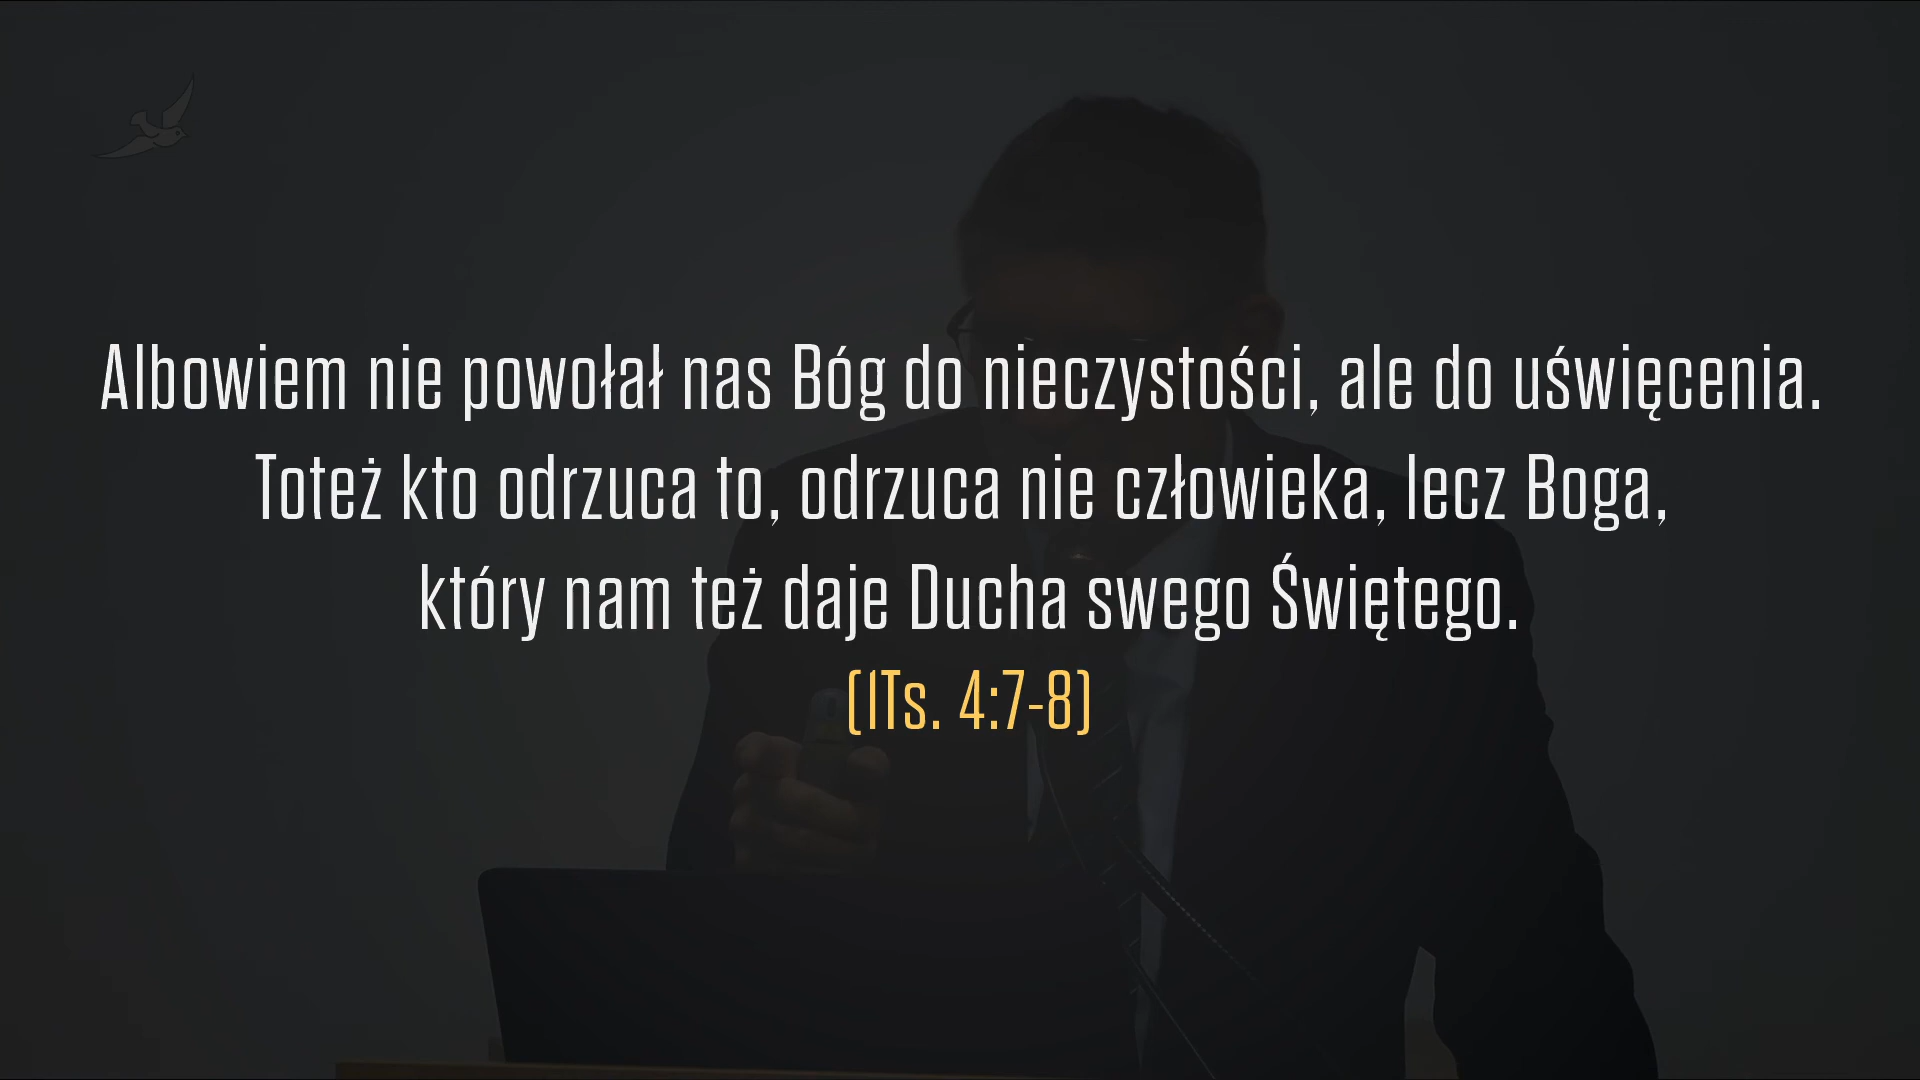 Albowiem nie powołał nas Bóg do nieczystości, ale do uświęcenia.
Toteż kto odrzuca to, odrzuca nie człowieka, lecz Boga,
który nam też daje Ducha swego Świętego.
(ITs. 4:7-8)